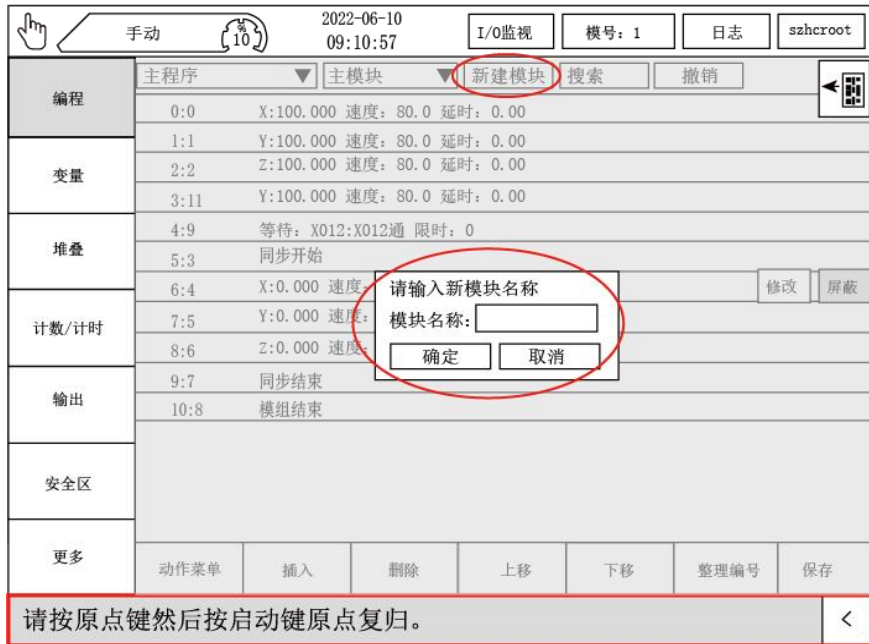 手动 % 10 2022-06-10 09:10:57 I/O监视 模号：1 日志 szhcroot
编程
变量
堆叠
计数/计时
输出
安全区
更多
主程序 主模块 新建模块 搜索 撤销
0:0 X:100.000 速度：80.0 延时：0.00
1:1 Y:100.000 速度：80.0 延时：0.00
2:2 Z:100.000 速度：80.0 延时：0.00
3:11 Y:100.000 速度：80.0 延时：0.00
4:9 等待：X012:X012通 限时：0
5:3 同步开始
6:4 X:0.000 速度： 修改 屏蔽
7:5 Y:0.000 速度：
8:6 Z:0.000 速度：
9:7 同步结束
10:8 模组结束
请输入新模块名称
模块名称：
确定 取消
动作菜单 插入 删除 上移 下移 整理编号 保存
请按原点键然后按启动键原点复归。 <